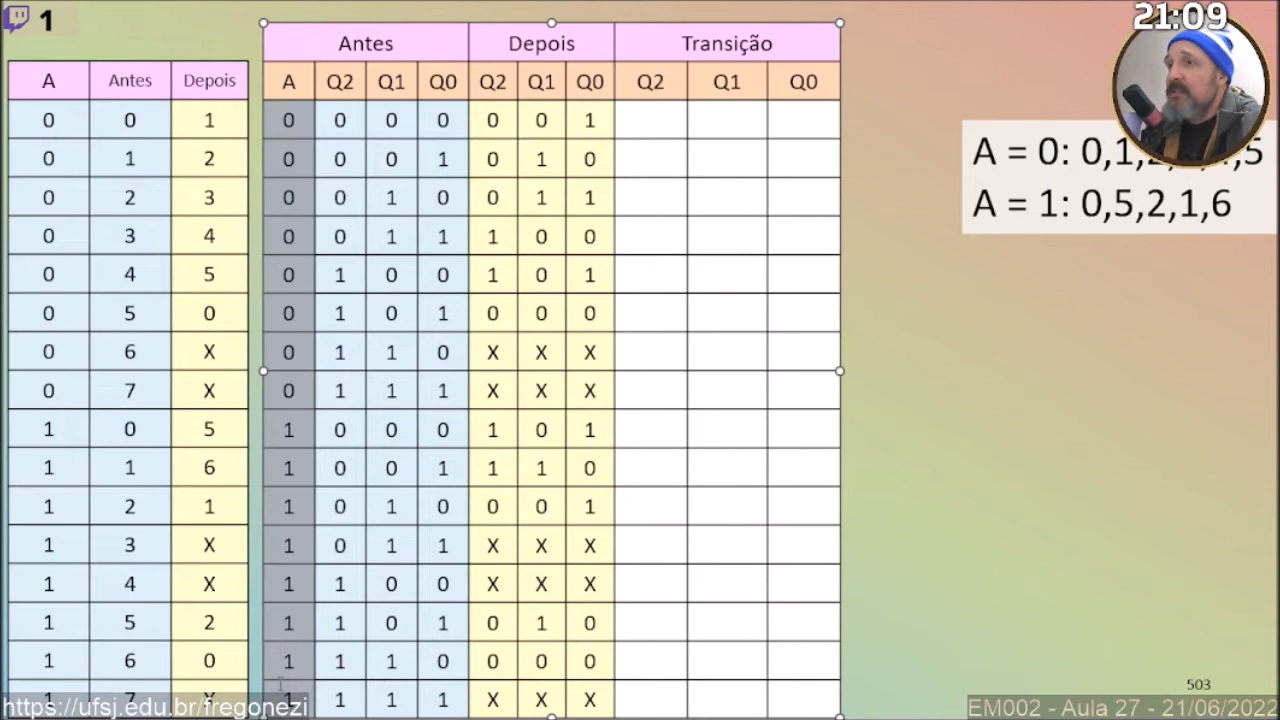 1
21:09
A Antes Depois
0 0 1
0 1 2
0 2 3
0 3 4
0 4 5
0 5 0
0 6 X
0 7 X
1 0 5
1 1 6
1 2 1
1 3 X
1 4 X
1 5 2
1 6 0
1 7 X
Antes Depois Transição
A Q2 Q1 Q0 Q2 Q1 Q0 Q2 Q1 Q0
0 0 0 0 0 0 1
0 0 0 1 0 1 0
0 0 1 0 0 1 1
0 0 1 1 1 0 0
0 1 0 0 1 0 1
0 1 0 1 0 0 0
0 1 1 0 X X X
0 1 1 1 X X X
1 0 0 0 1 0 1
1 0 0 1 1 1 0
1 0 1 0 0 0 1
1 0 1 1 X X X
1 1 0 0 X X X
1 1 0 1 0 1 0
1 1 1 0 0 0 0
1 1 1 1 X X X
A = 0: 0,1, ,5
A = 1: 0,5,2,1,6
503
https://ufsj.edu.br/fregonezi
EM002 - Aula 27 - 21/06/2022